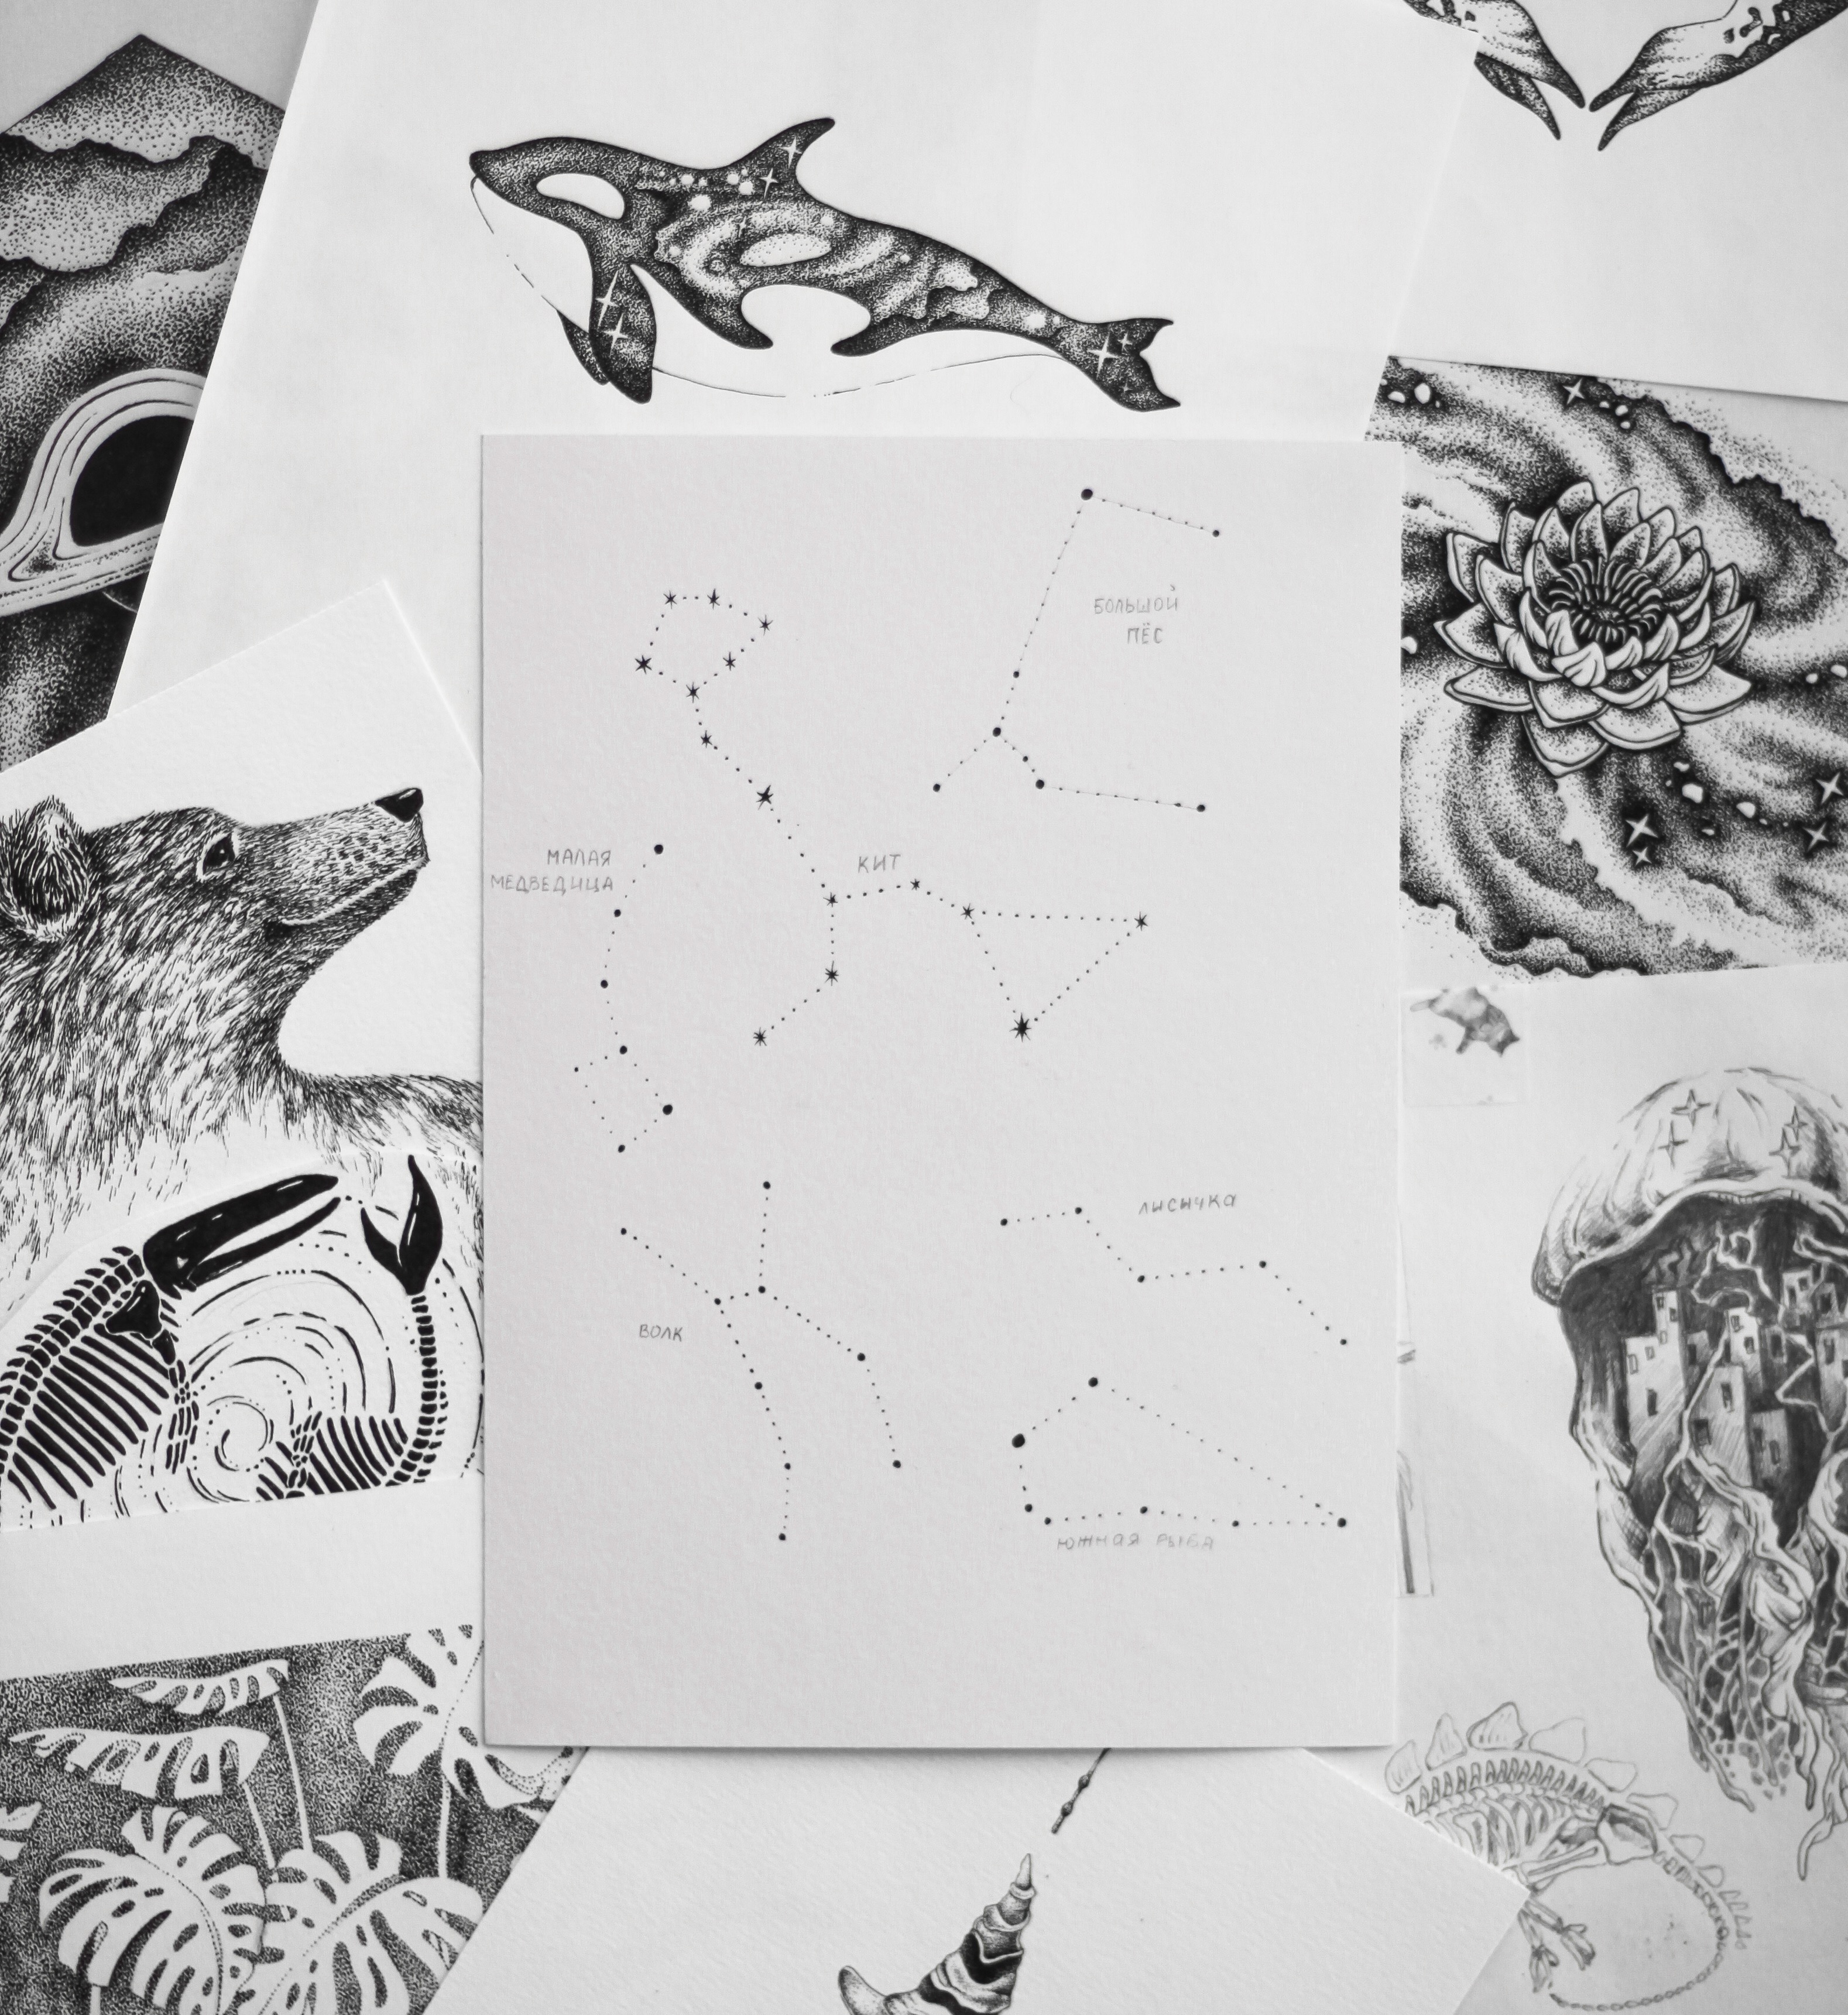 БОЛЬШОЙ
ПЁС
МАЛАЯ
МЕДВЕДИЦА
КИТ
лисичка
ВОЛК
ЮЖНАЯ РЫБА